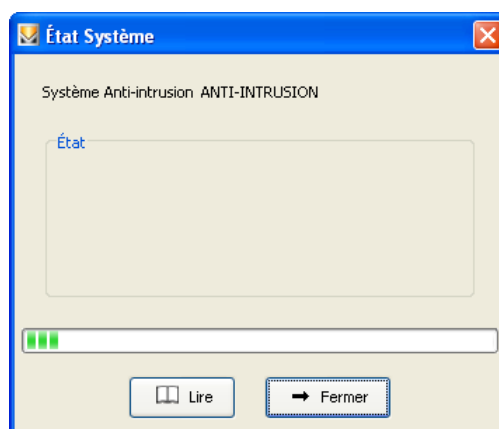 État Système
Système Anti-intrusion ANTI-INTRUSION
État
Lire
Fermer